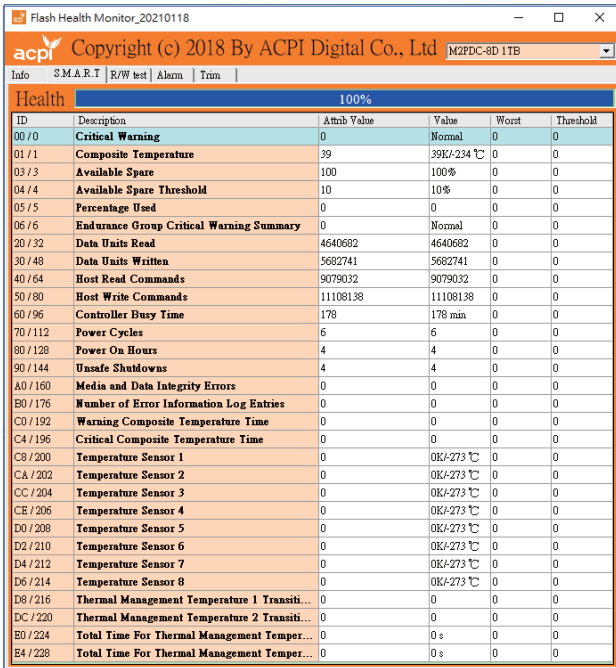 Flash Health Monitor_20210118
acpi Copyright (c) 2018 By ACPI Digital Co., Ltd M2PDC-8D 1TB
Info S.M.A.R.T R/W test Alarm Trim
Health 100%
ID Description Attrib Value Value Worst Threshold
00 / 0 Critical Warning 0 Normal 0 0
01 / 1 Composite Temperature 39 39K/-234 ℃ 0 0
03 / 3 Available Spare 100 100% 0 0
04 / 4 Available Spare Threshold 10 10% 0 0
05 / 5 Percentage Used 0 0 0 0
06 / 6 Endurance Group Critical Warning Summary 0 Normal 0 0
20 / 32 Data Units Read 4640682 4640682 0 0
30 / 48 Data Units Written 5682741 5682741 0 0
40 / 64 Host Read Commands 9079032 9079032 0 0
50 / 80 Host Write Commands 11108138 11108138 0 0
60 / 96 Controller Busy Time 178 178 min 0 0
70 / 112 Power Cycles 6 6 0 0
80 / 128 Power On Hours 4 4 0 0
90 / 144 Unsafe Shutdowns 4 4 0 0
A0 / 160 Media and Data Integrity Errors 0 0 0 0
B0 / 176 Number of Error Information Log Entries 0 0 0 0
C0 / 192 Warning Composite Temperature Time 0 0 0 0
C4 / 196 Critical Composite Temperature Time 0 0 0 0
C8 / 200 Temperature Sensor 1 0 0K/-273 ℃ 0 0
CA / 202 Temperature Sensor 2 0 0K/-273 ℃ 0 0
CC / 204 Temperature Sensor 3 0 0K/-273 ℃ 0 0
CE / 206 Temperature Sensor 4 0 0K/-273 ℃ 0 0
D0 / 208 Temperature Sensor 5 0 0K/-273 ℃ 0 0
D2 / 210 Temperature Sensor 6 0 0K/-273 ℃ 0 0
D4 / 212 Temperature Sensor 7 0 0K/-273 ℃ 0 0
D6 / 214 Temperature Sensor 8 0 0K/-273 ℃ 0 0
D8 / 216 Thermal Management Temperature 1 Transiti... 0 0 0 0
DC / 220 Thermal Management Temperature 2 Transiti... 0 0 0 0
E0 / 224 Total Time For Thermal Management Temper... 0 0 s 0 0
E4 / 228 Total Time For Thermal Management Temper... 0 0 s 0 0